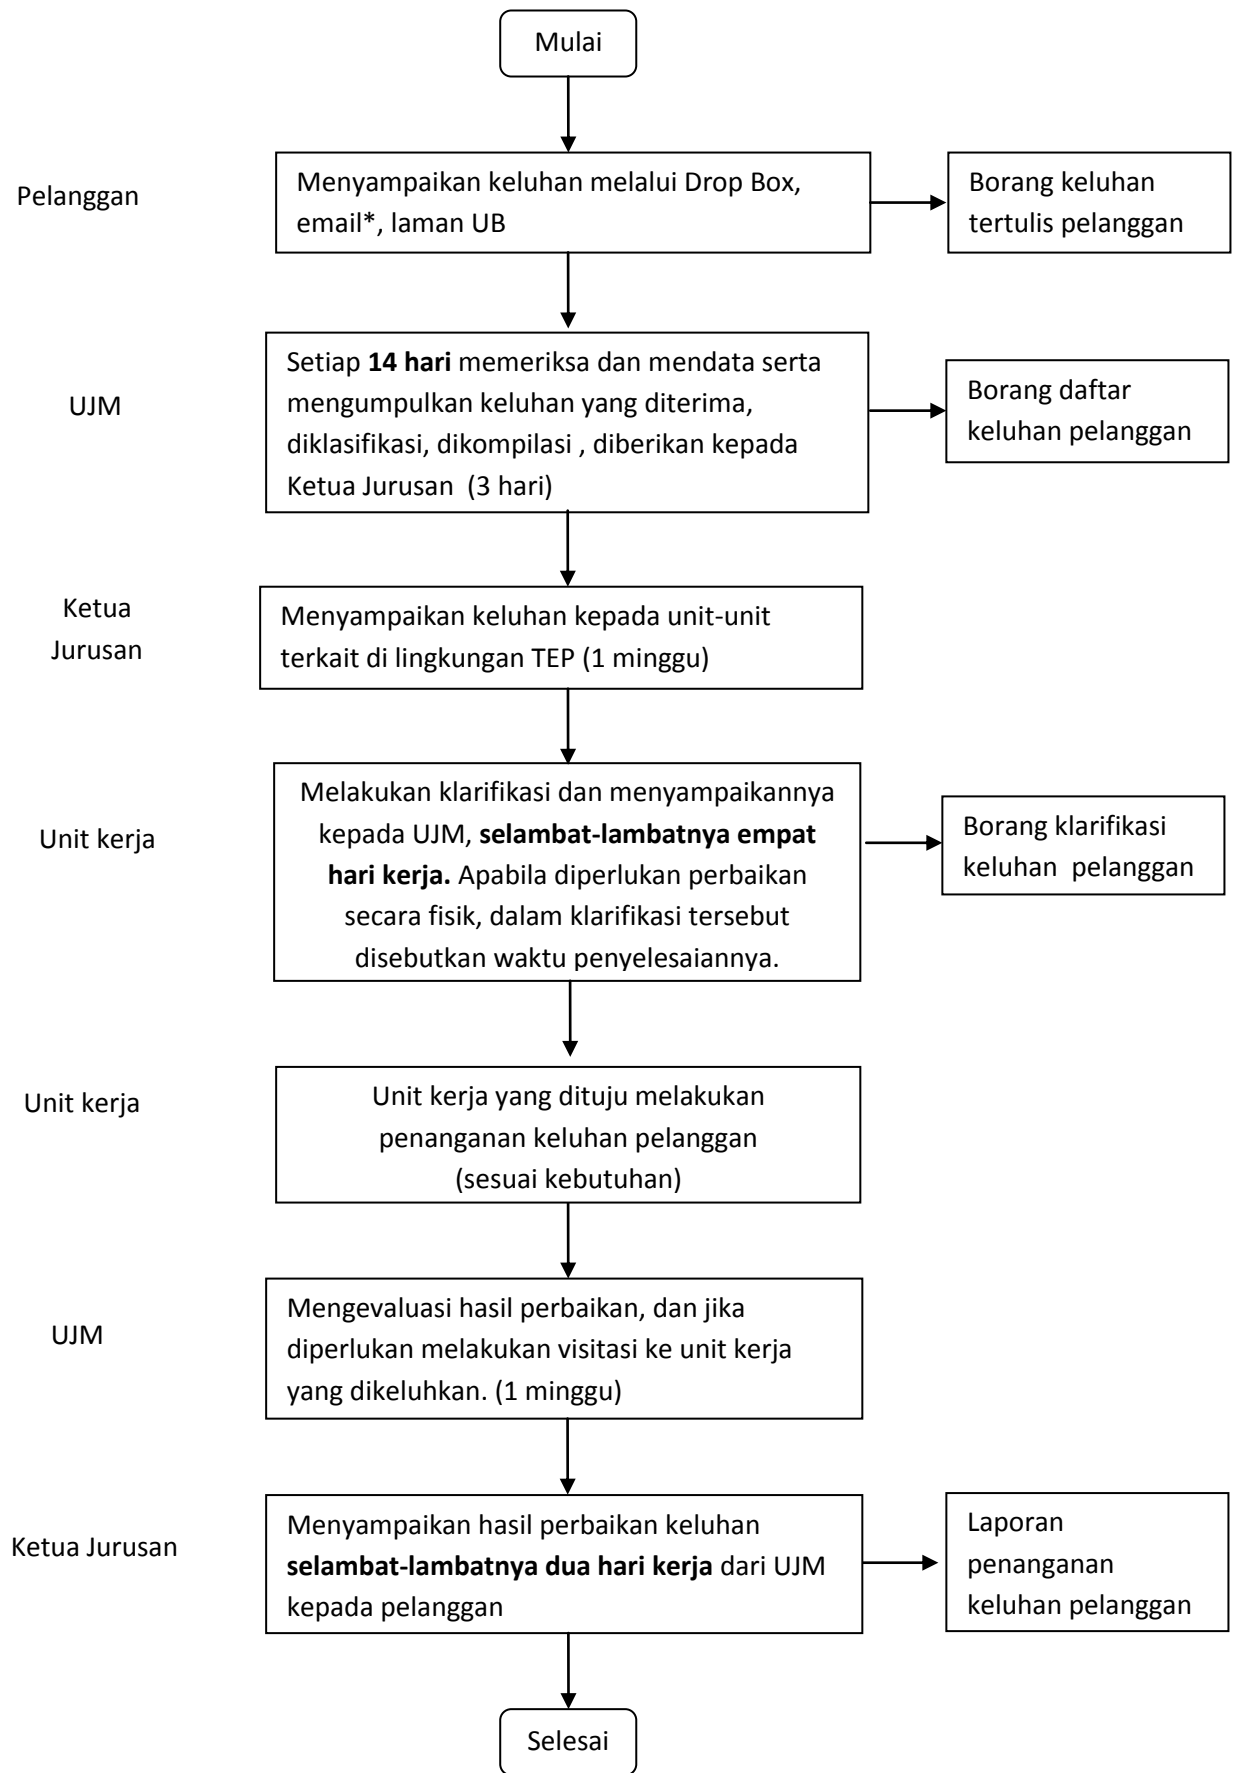 Mulai
Pelanggan
Menyampaikan keluhan melalui Drop Box,
email*, laman UB
Borang keluhan
tertulis pelanggan
UJM
Setiap 14 hari memeriksa dan mendata serta
mengumpulkan keluhan yang diterima,
diklasifikasi, dikompilasi , diberikan kepada
Ketua Jurusan  (3 hari)
Borang daftar
keluhan pelanggan
Ketua
Jurusan
Menyampaikan keluhan kepada unit-unit
terkait di lingkungan TEP (1 minggu)
Unit kerja
Melakukan klarifikasi dan menyampaikannya
kepada UJM, selambat-lambatnya empat
hari kerja. Apabila diperlukan perbaikan
secara fisik, dalam klarifikasi tersebut
disebutkan waktu penyelesaiannya.
Borang klarifikasi
keluhan  pelanggan
Unit kerja
Unit kerja yang dituju melakukan
penanganan keluhan pelanggan
(sesuai kebutuhan)
UJM
Mengevaluasi hasil perbaikan, dan jika
diperlukan melakukan visitasi ke unit kerja
yang dikeluhkan. (1 minggu)
Ketua Jurusan
Menyampaikan hasil perbaikan keluhan
selambat-lambatnya dua hari kerja dari UJM
kepada pelanggan
Laporan
penanganan
keluhan pelanggan
Selesai